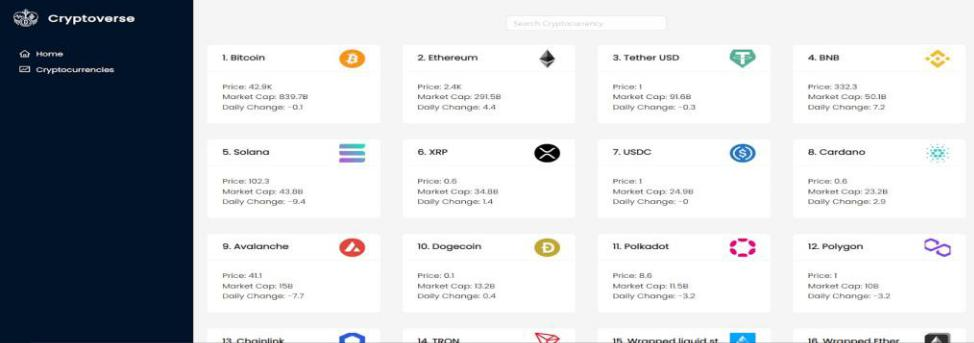 Cryptoverse
Home
Cryptocurrencies
Search Cryptocurrency
1. Bitcoin
Price: 42.9K
Market Cap: 839.7B
Daily Change: -0.1
2. Ethereum
Price: 2.4K
Market Cap: 291.5B
Daily Change: 4.4
3. Tether USD
Price: 1
Market Cap: 91.6B
Daily Change: -0.3
4. BNB
Price: 332.3
Market Cap: 50.1B
Daily Change: 7.2
5. Solana
Price: 102.3
Market Cap: 43.8B
Daily Change: -9.4
6. XRP
Price: 0.6
Market Cap: 34.8B
Daily Change: 1.4
7. USDC
Price: 1
Market Cap: 24.9B
Daily Change: -0
8. Cardano
Price: 0.6
Market Cap: 23.2B
Daily Change: 2.9
9. Avalanche
Price: 41.1
Market Cap: 15B
Daily Change: -7.7
10. Dogecoin
Price: 0.1
Market Cap: 13.2B
Daily Change: 0.4
11. Polkadot
Price: 8.6
Market Cap: 11.5B
Daily Change: -3.2
12. Polygon
Price: 1
Market Cap: 10B
Daily Change: -3.2
13. Chainlink
14. TRON
15. Wrapped liquid st
16. Wrapped Ether